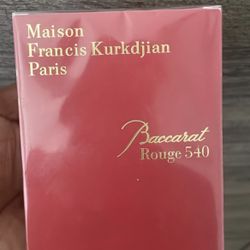 Maison
Francis Kurkdjian
Paris
Baccarat
Rouge 540